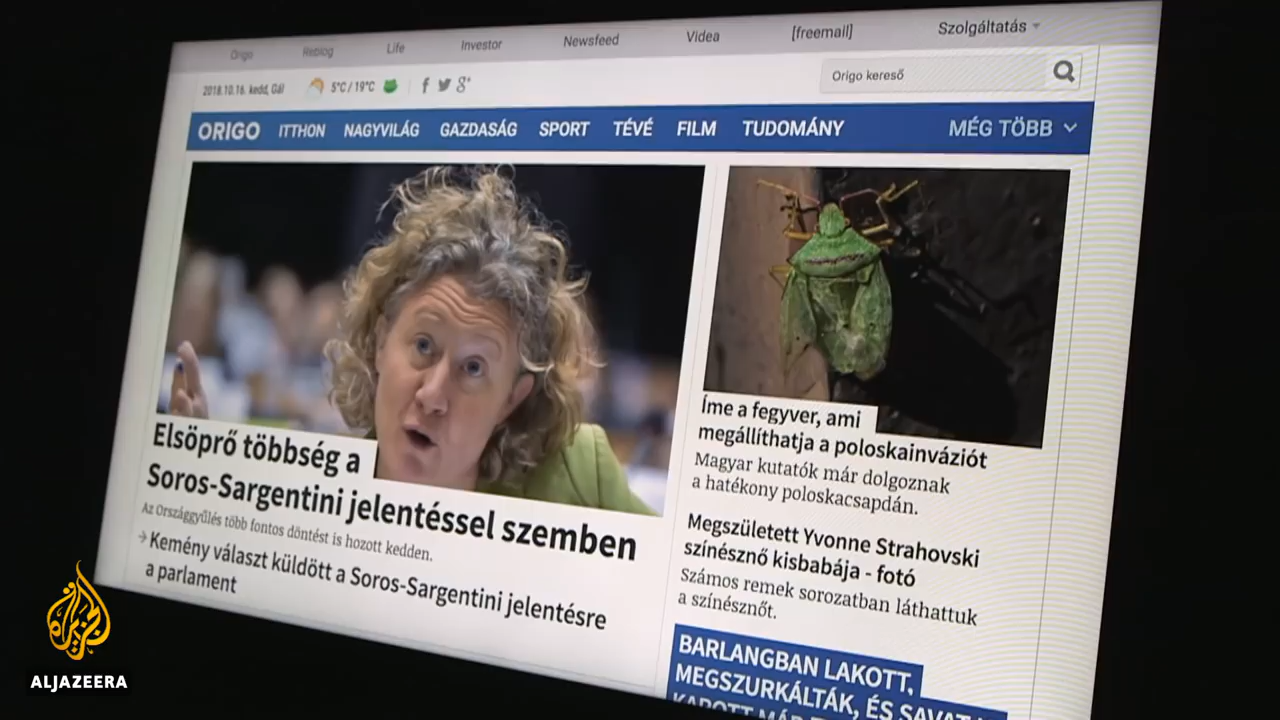 Origo Reblog Life Investor Newsfeed Videa [freemail] Szolgáltatás
2018.10.16. kedd, Gál 5°C / 19°C f g+ Origo kereső
ORIGO ITTHON NAGYVILÁG GAZDASÁG SPORT TÉVÉ FILM TUDOMÁNY MÉG TÖBB
Elsöprő többség a
Soros-Sargentini jelentéssel szemben
Az Országgyűlés több fontos döntést is hozott kedden.
Kemény választ küldött a Soros-Sargentini jelentésre
a parlament
Íme a fegyver, ami
megállíthatja a poloskainváziót
Magyar kutatók már dolgoznak
a hatékony poloskacsapdán.
Megszületett Yvonne Strahovski
színésznő kisbabája - fotó
Számos remek sorozatban láthattuk
a színésznőt.
BARLANGBAN LAKOTT,
MEGSZURKÁLTÁK, ÉS
KAPOTT MÁR
الجزيرة
ALJAZEERA